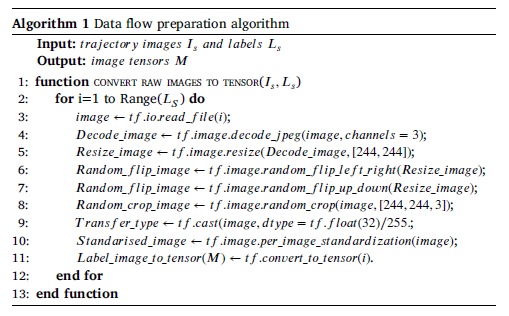 Algorithm 1 Data flow preparation algorithm
Input: trajectory images I_s and labels L_s
Output: image tensors M
1: function CONVERT RAW IMAGES TO TENSOR(I_s, L_s)
2: for i=1 to Range(L_S) do
3: image ← tf.io.read_file(i);
4: Decode_image ← tf.image.decode_jpeg(image, channels = 3);
5: Resize_image ← tf.image.resize(Decode_image, [244, 244]);
6: Random_flip_image ← tf.image.random_flip_left_right(Resize_image);
7: Random_flip_image ← tf.image.random_flip_up_down(Resize_image);
8: Random_crop_image ← tf.image.random_crop(image, [244, 244, 3]);
9: Transfer_type ← tf.cast(image, dtype = tf.float(32)/255.;
10: Standarised_image ← tf.image.per_image_standardization(image);
11: Label_image_to_tensor(M) ← tf.convert_to_tensor(i).
12: end for
13: end function